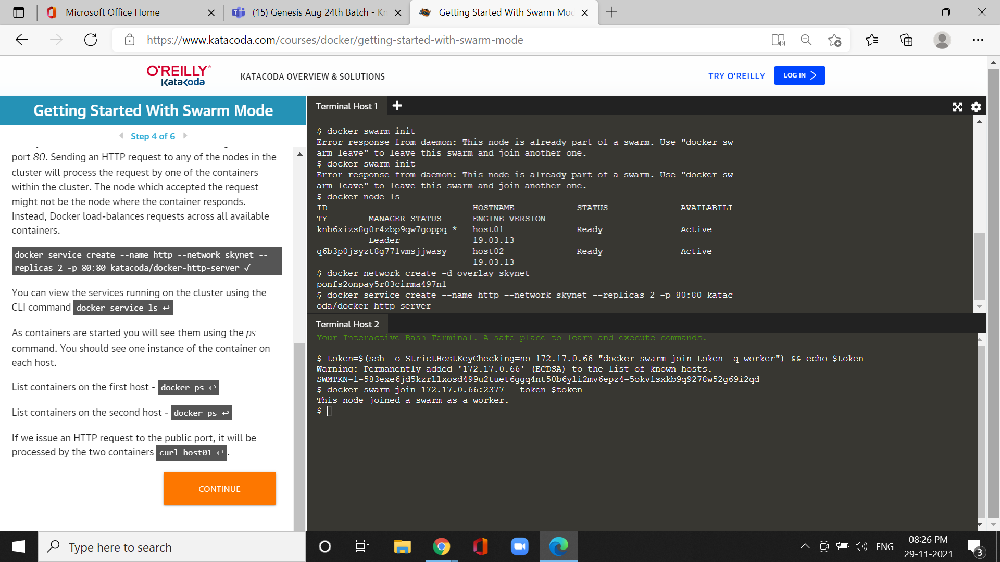 Microsoft Office Home
(15) Genesis Aug 24th Batch - Kn
Getting Started With Swarm Mod
https://www.katacoda.com/courses/docker/getting-started-with-swarm-mode
O'REILLY
Katacoda
KATACODA OVERVIEW & SOLUTIONS
TRY O'REILLY
LOG IN
Getting Started With Swarm Mode
Step 4 of 6
port 80. Sending an HTTP request to any of the nodes in the
cluster will process the request by one of the containers
within the cluster. The node which accepted the request
might not be the node where the container responds.
Instead, Docker load-balances requests across all available
containers.
docker service create --name http --network skynet --
replicas 2 -p 80:80 katacoda/docker-http-server ✓
You can view the services running on the cluster using the
CLI command docker service ls ↩
As containers are started you will see them using the ps
command. You should see one instance of the container on
each host.
List containers on the first host - docker ps ↩
List containers on the second host - docker ps ↩
If we issue an HTTP request to the public port, it will be
processed by the two containers curl host01 ↩.
CONTINUE
Terminal Host 1
$ docker swarm init
Error response from daemon: This node is already part of a swarm. Use "docker sw
arm leave" to leave this swarm and join another one.
$ docker swarm init
Error response from daemon: This node is already part of a swarm. Use "docker sw
arm leave" to leave this swarm and join another one.
$ docker node ls
ID HOSTNAME STATUS AVAILABILI
TY MANAGER STATUS ENGINE VERSION
knb6xizs8g0r4zbp9qw7goppq * host01 Ready Active
Leader 19.03.13
q6b3p0jsyzt8g771vmsjjwasy host02 Ready Active
19.03.13
$ docker network create -d overlay skynet
ponfs2onpay5r03cirma497n1
$ docker service create --name http --network skynet --replicas 2 -p 80:80 katac
oda/docker-http-server
Terminal Host 2
Your Interactive Bash Terminal. A safe place to learn and execute commands.
$ token=$(ssh -o StrictHostKeyChecking=no 172.17.0.66 "docker swarm join-token -q worker") && echo $token
Warning: Permanently added '172.17.0.66' (ECDSA) to the list of known hosts.
SWMTKN-1-583exe6jd5kzrllxosd499u2tuet6ggq4nt50b6yli2mv6epz4-5okv1sxkb9q9278w52g69i2qd
$ docker swarm join 172.17.0.66:2377 --token $token
This node joined a swarm as a worker.
$
Type here to search
ENG
08:26 PM
29-11-2021
3